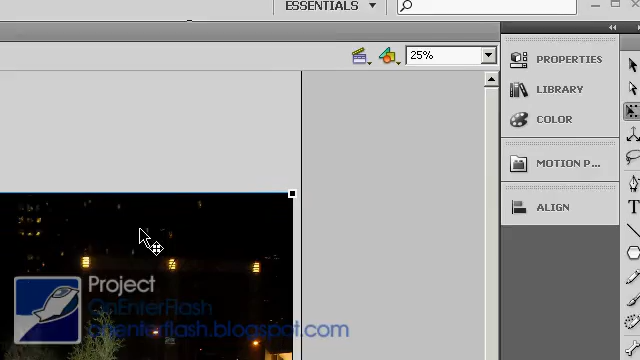 ESSENTIALS
25%
PROPERTIES
LIBRARY
COLOR
MOTION P...
ALIGN
Project
OnEnterFlash
onenterflash.blogspot.com